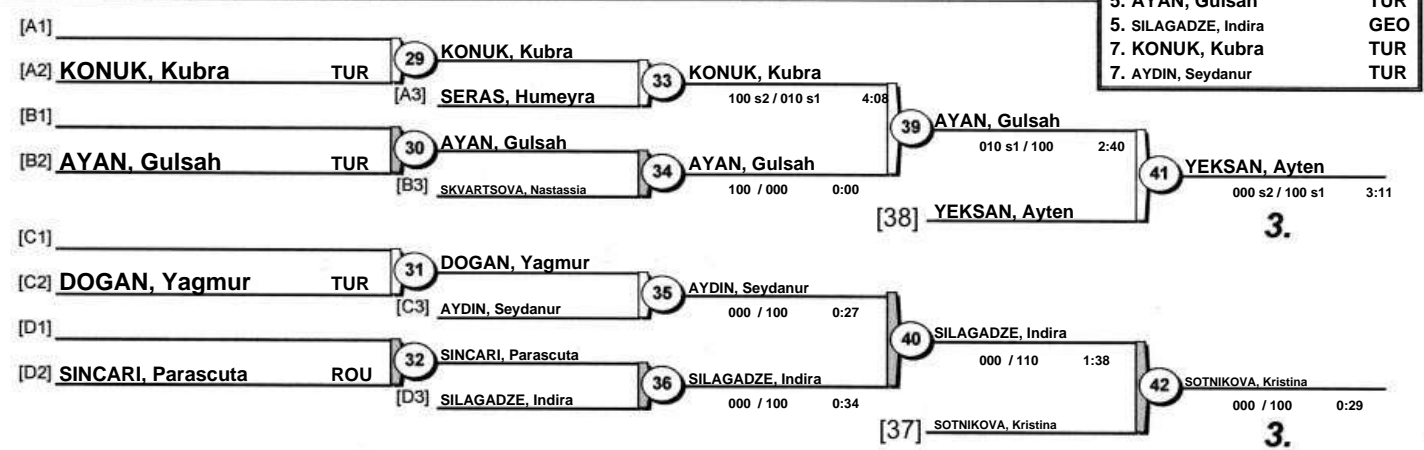 5. AYAN, Gulsah TUR
5. SILAGADZE, Indira GEO
7. KONUK, Kubra TUR
7. AYDIN, Seydanur TUR
[A1]
[A2] KONUK, Kubra TUR
29
KONUK, Kubra
[A3] SERAS, Humeyra
33
KONUK, Kubra
100 s2 / 010 s1 4:08
[B1]
[B2] AYAN, Gulsah TUR
30
AYAN, Gulsah
[B3] SKVARTSOVA, Nastassia
34
AYAN, Gulsah
100 / 000 0:00
39
AYAN, Gulsah
010 s1 / 100 2:40
[38] YEKSAN, Ayten
41
YEKSAN, Ayten
000 s2 / 100 s1 3:11
3.
[C1]
[C2] DOGAN, Yagmur TUR
31
DOGAN, Yagmur
[C3] AYDIN, Seydanur
35
AYDIN, Seydanur
000 / 100 0:27
[D1]
[D2] SINCARI, Parascuta ROU
32
SINCARI, Parascuta
[D3] SILAGADZE, Indira
36
SILAGADZE, Indira
000 / 100 0:34
40
SILAGADZE, Indira
000 / 110 1:38
[37] SOTNIKOVA, Kristina
42
SOTNIKOVA, Kristina
000 / 100 0:29
3.